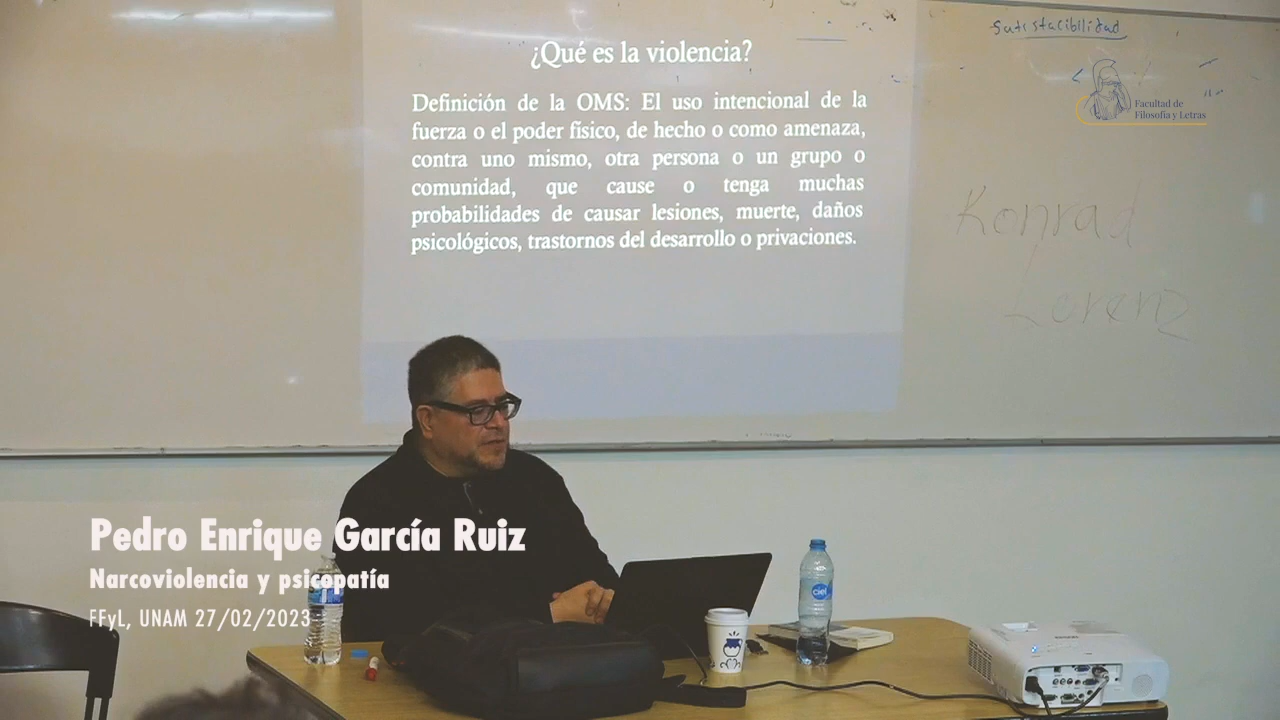 ¿Qué es la violencia?
Definición de la OMS: El uso intencional de la
fuerza o el poder físico, de hecho o como amenaza,
contra uno mismo, otra persona o un grupo o
comunidad, que cause o tenga muchas
probabilidades de causar lesiones, muerte, daños
psicológicos, trastornos del desarrollo o privaciones.
Satisfacibilidad
Facultad de
Filosofía y Letras
Konrad
Lorenz
Pedro Enrique García Ruiz
Narcoviolencia y psicopatía
FFyL, UNAM 27/02/2023
ciel
EPSON